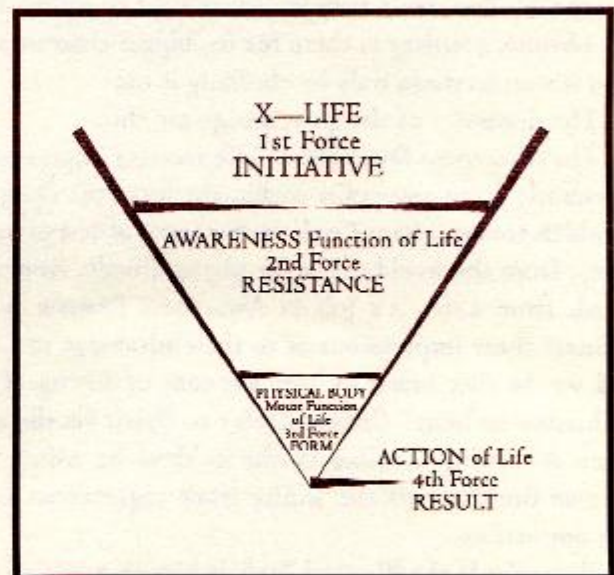 X—LIFE
1st Force
INITIATIVE
AWARENESS Function of Life
2nd Force
RESISTANCE
PHYSICAL BODY
Motor Function
of Life
3rd Force
FORM
ACTION of Life
4th Force
RESULT